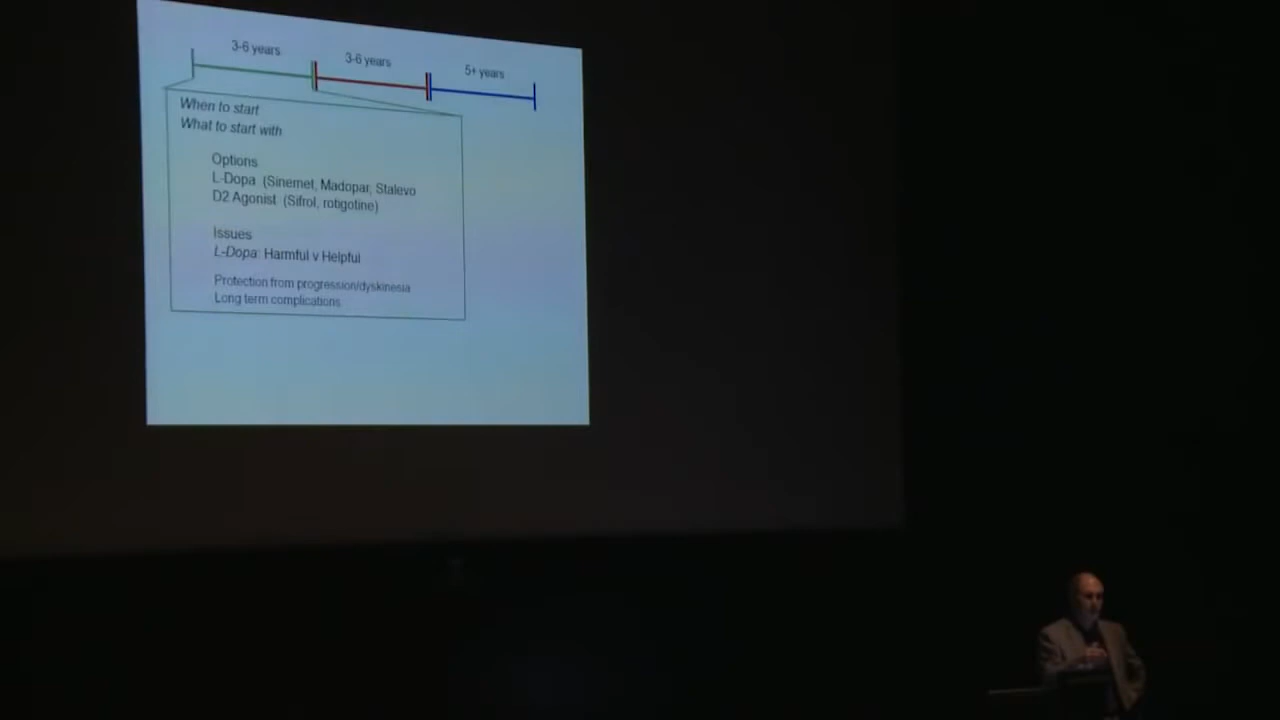 3-6 years
3-6 years
5+ years
When to start
What to start with
Options
L-Dopa (Sinemet, Madopar, Stalevo
D2 Agonist (Sifrol, rotigotine)
Issues
L-Dopa: Harmful v Helpful
Protection from progression/dyskinesia
Long term complications